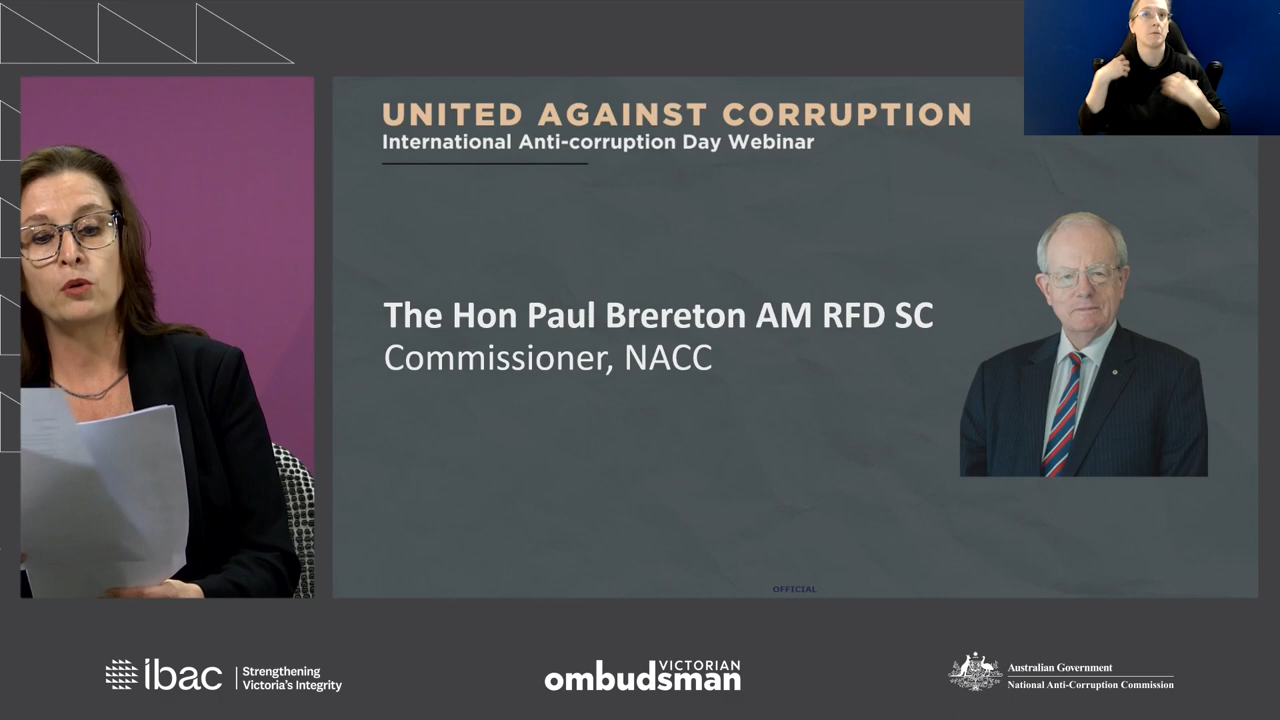 UNITED AGAINST CORRUPTION
International Anti-corruption Day Webinar
The Hon Paul Brereton AM RFD SC
Commissioner, NACC
OFFICIAL
ibac
Strengthening
Victoria's Integrity
VICTORIAN
ombudsman
Australian Government
National Anti-Corruption Commission